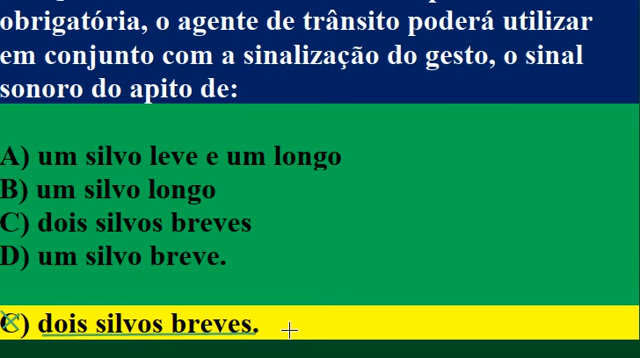 obrigatória, o agente de trânsito poderá utilizar
em conjunto com a sinalização do gesto, o sinal
sonoro do apito de:
A) um silvo leve e um longo
B) um silvo longo
C) dois silvos breves
D) um silvo breve.
C) dois silvos breves.